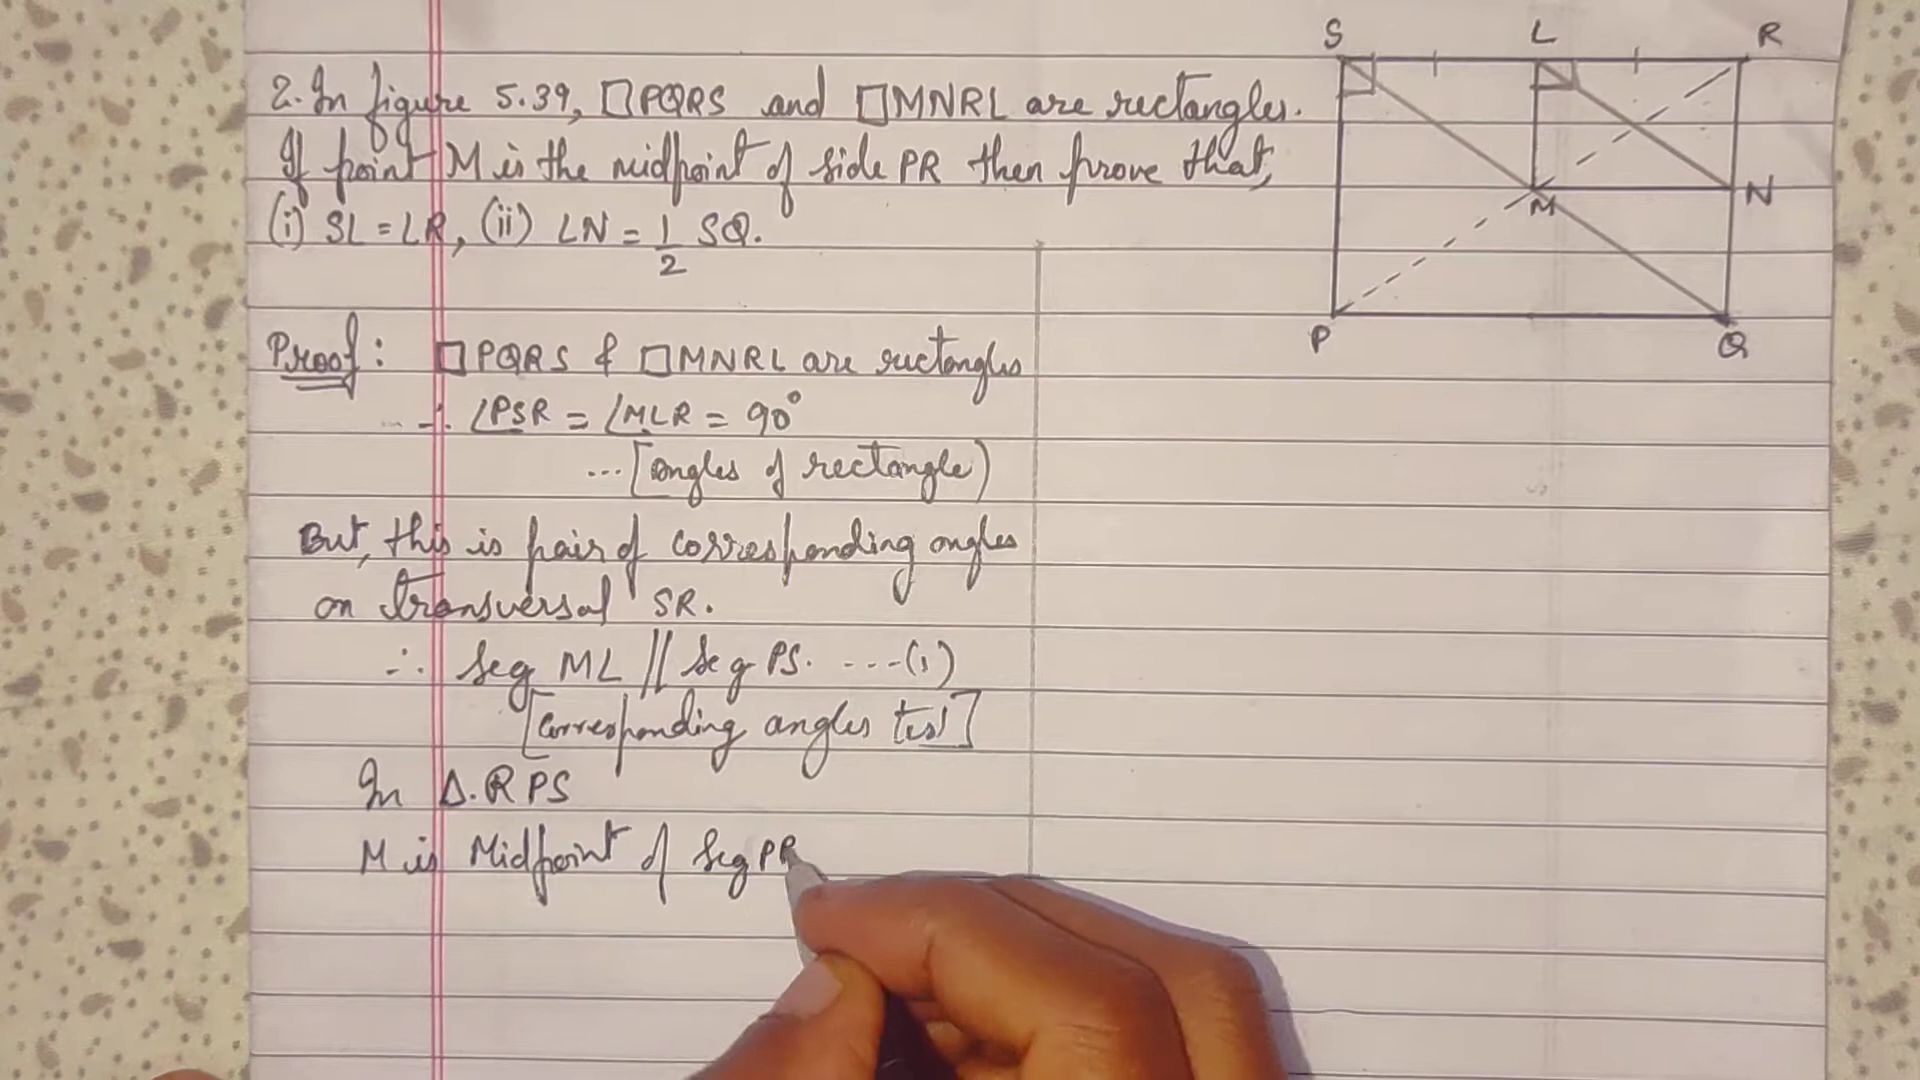 2. In figure 5.39, □PQRS and □MNRL are rectangles.
If point M is the midpoint of side PR then prove that,
(i) SL = LR, (ii) LN = 1/2 SQ.
S L R
M N
P Q
Proof: □PQRS & □MNRL are rectangles
∴ ∠PSR = ∠MLR = 90°
...[angles of rectangle)
But, this is pair of corresponding angles
on transversal SR.
∴ seg ML || seg PS. ----(1)
[Corresponding angles test]
In Δ.RPS
M is Midpoint of seg PR